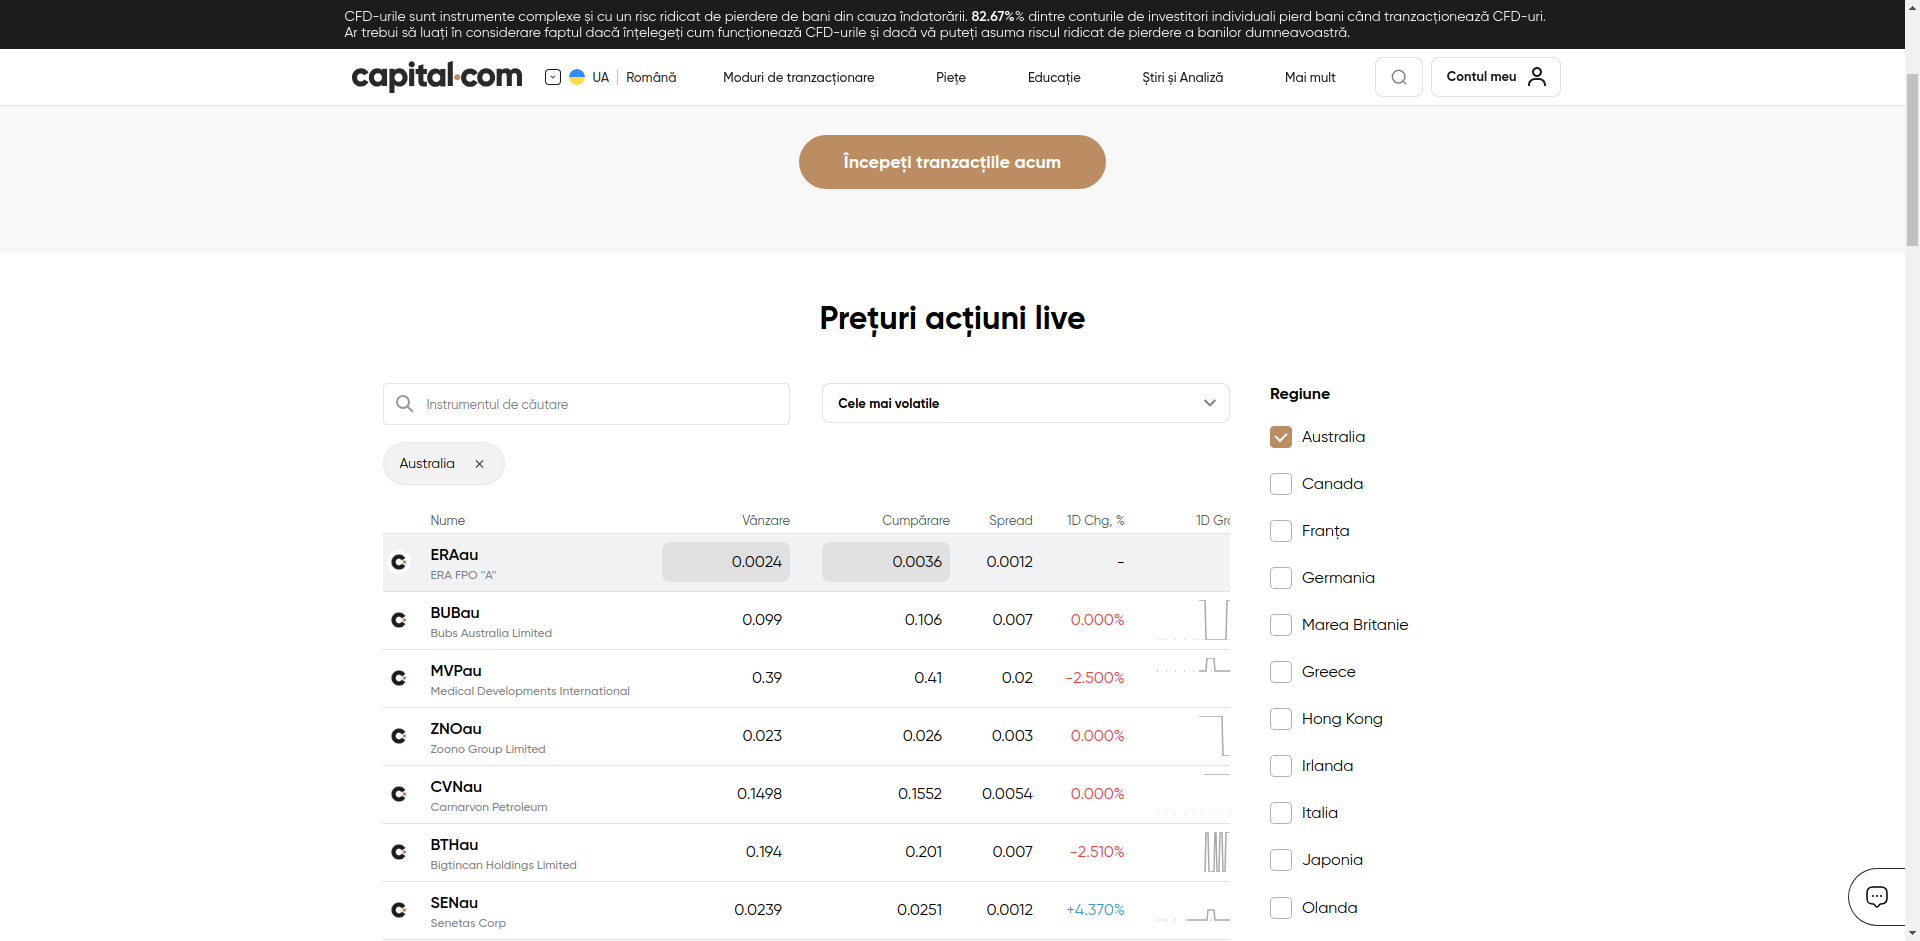 CFD-urile sunt instrumente complexe și cu un risc ridicat de pierdere de bani din cauza îndatorării. 82.67%% dintre conturile de investitori individuali pierd bani când tranzacționează CFD-uri.
Ar trebui să luați în considerare faptul dacă înțelegeți cum funcționează CFD-urile și dacă vă puteți asuma riscul ridicat de pierdere a banilor dumneavoastră.
capital.com UA Română Moduri de tranzacționare Piețe Educație Știri și Analiză Mai mult Contul meu
Începeți tranzacțiile acum
Prețuri acțiuni live
Instrumentul de căutare Cele mai volatile Regiune
Australia
Australia
Canada
Nume Vânzare Cumpărare Spread 1D Chg, %
Franța
ERAau 0.0024 0.0036 0.0012 -
ERA FPO "A"
Germania
BUBau 0.099 0.106 0.007 0.000%
Bubs Australia Limited
Marea Britanie
MVPau 0.39 0.41 0.02 -2.500%
Medical Developments International
Greece
ZNOau 0.023 0.026 0.003 0.000%
Zoono Group Limited
Hong Kong
Irlanda
CVNau 0.1498 0.1552 0.0054 0.000%
Carnarvon Petroleum
Italia
BTHau 0.194 0.201 0.007 -2.510%
Bigtincan Holdings Limited
Japonia
SENau 0.0239 0.0251 0.0012 +4.370%
Senetas Corp
Olanda